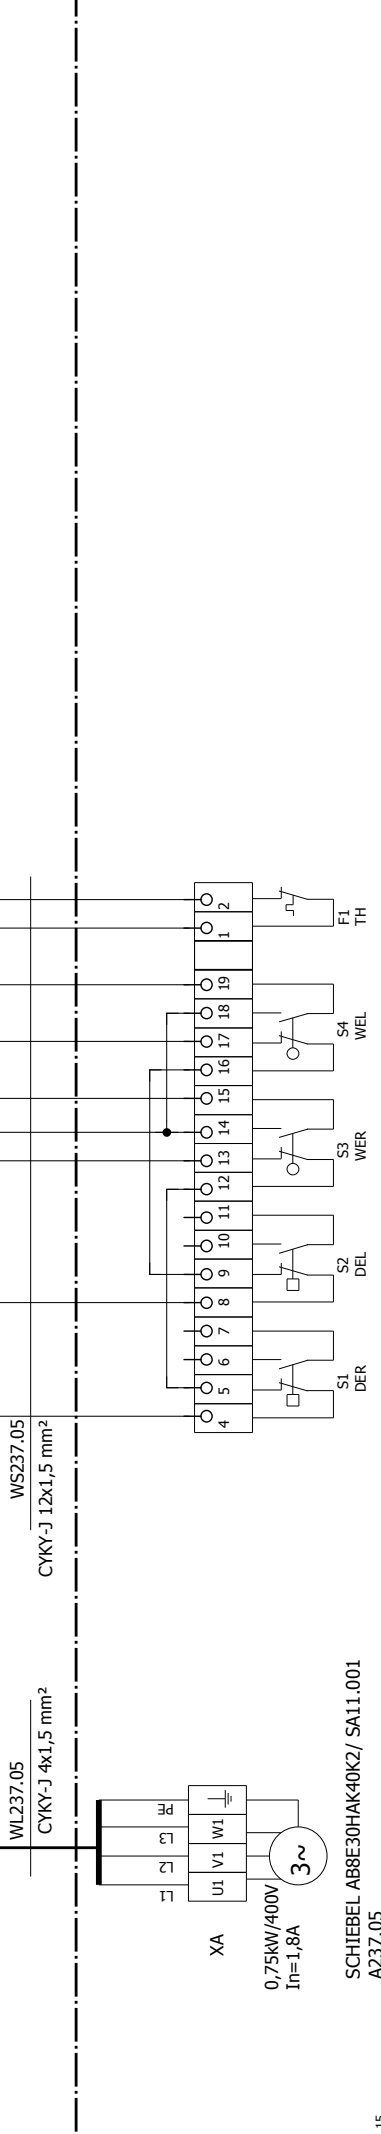 WL237.05
CYKY-J 4x1,5 mm²
WS237.05
CYKY-J 12x1,5 mm²
L1
L2
L3
PE
XA
U1
V1
W1
0,75kW/400V
In=1,8A
3~
SCHIEBEL AB8E30HAK40K2/ SA11.001
A237.05
4
5
6
7
8
9
10
11
12
13
14
15
16
17
18
19
1
2
S1
DER
S2
DEL
S3
WER
S4
WEL
F1
TH
15